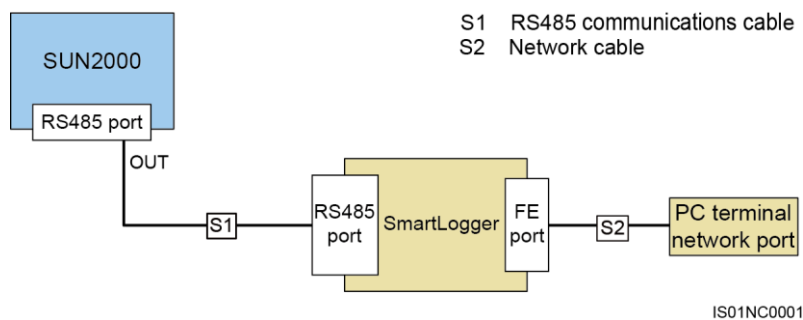 S1 RS485 communications cable
S2 Network cable
SUN2000
RS485 port
OUT
S1
RS485
port
SmartLogger
FE
port
S2
PC terminal
network port
IS01NC0001